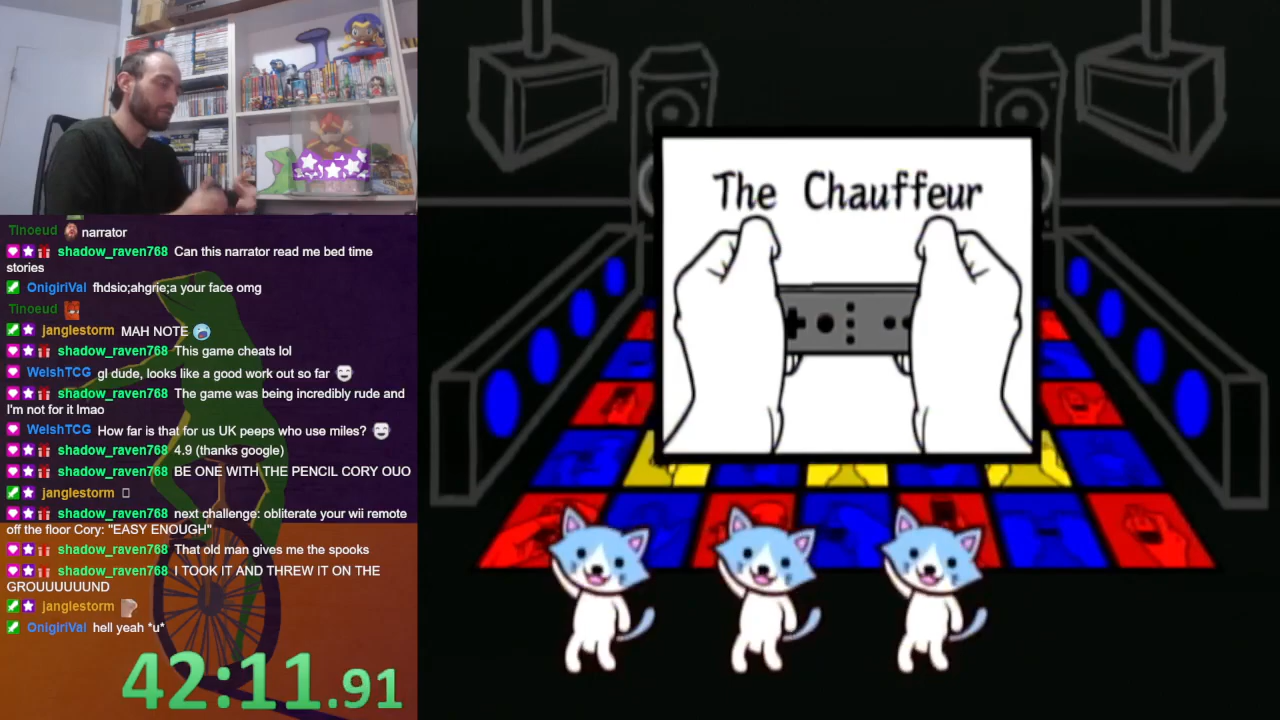 The Chauffeur
Tinoeud narrator
shadow_raven768 Can this narrator read me bed time
stories
OnigiriVal fhdsio;ahgrie;a your face omg
Tinoeud
janglestorm MAH NOTE
shadow_raven768 This game cheats lol
WelshTCG gl dude, looks like a good work out so far
shadow_raven768 The game was being incredibly rude and
I'm not for it lmao
WelshTCG How far is that for us UK peeps who use miles?
shadow_raven768 4.9 (thanks google)
shadow_raven768 BE ONE WITH THE PENCIL CORY OUO
janglestorm
shadow_raven768 next challenge: obliterate your wii remote
off the floor Cory: "EASY ENOUGH"
shadow_raven768 That old man gives me the spooks
shadow_raven768 I TOOK IT AND THREW IT ON THE
GROUUUUUUND
janglestorm
OnigiriVal hell yeah *u*
42:11.91